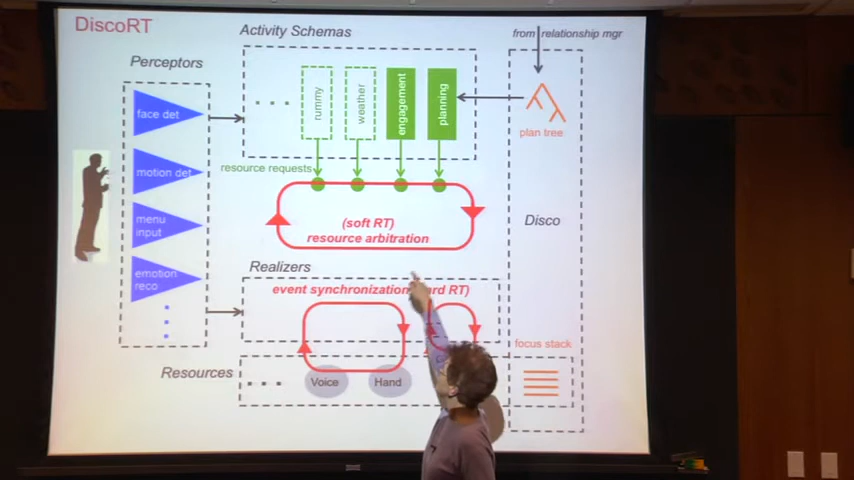 DiscoRT
Activity Schemas
from relationship mgr
Perceptors
face det
motion det
menu
input
emotion
reco
rummy
weather
engagement
planning
plan tree
resource requests
(soft RT)
resource arbitration
Disco
Realizers
event synchronization
RT)
focus stack
Resources
Voice
Hand